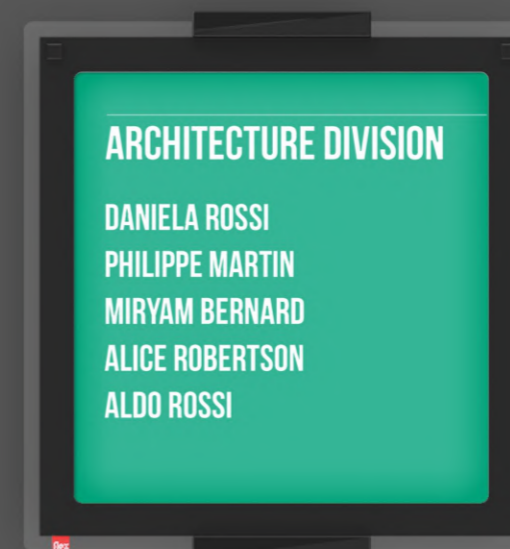 ARCHITECTURE DIVISION
DANIELA ROSSI
PHILIPPE MARTIN
MIRYAM BERNARD
ALICE ROBERTSON
ALDO ROSSI